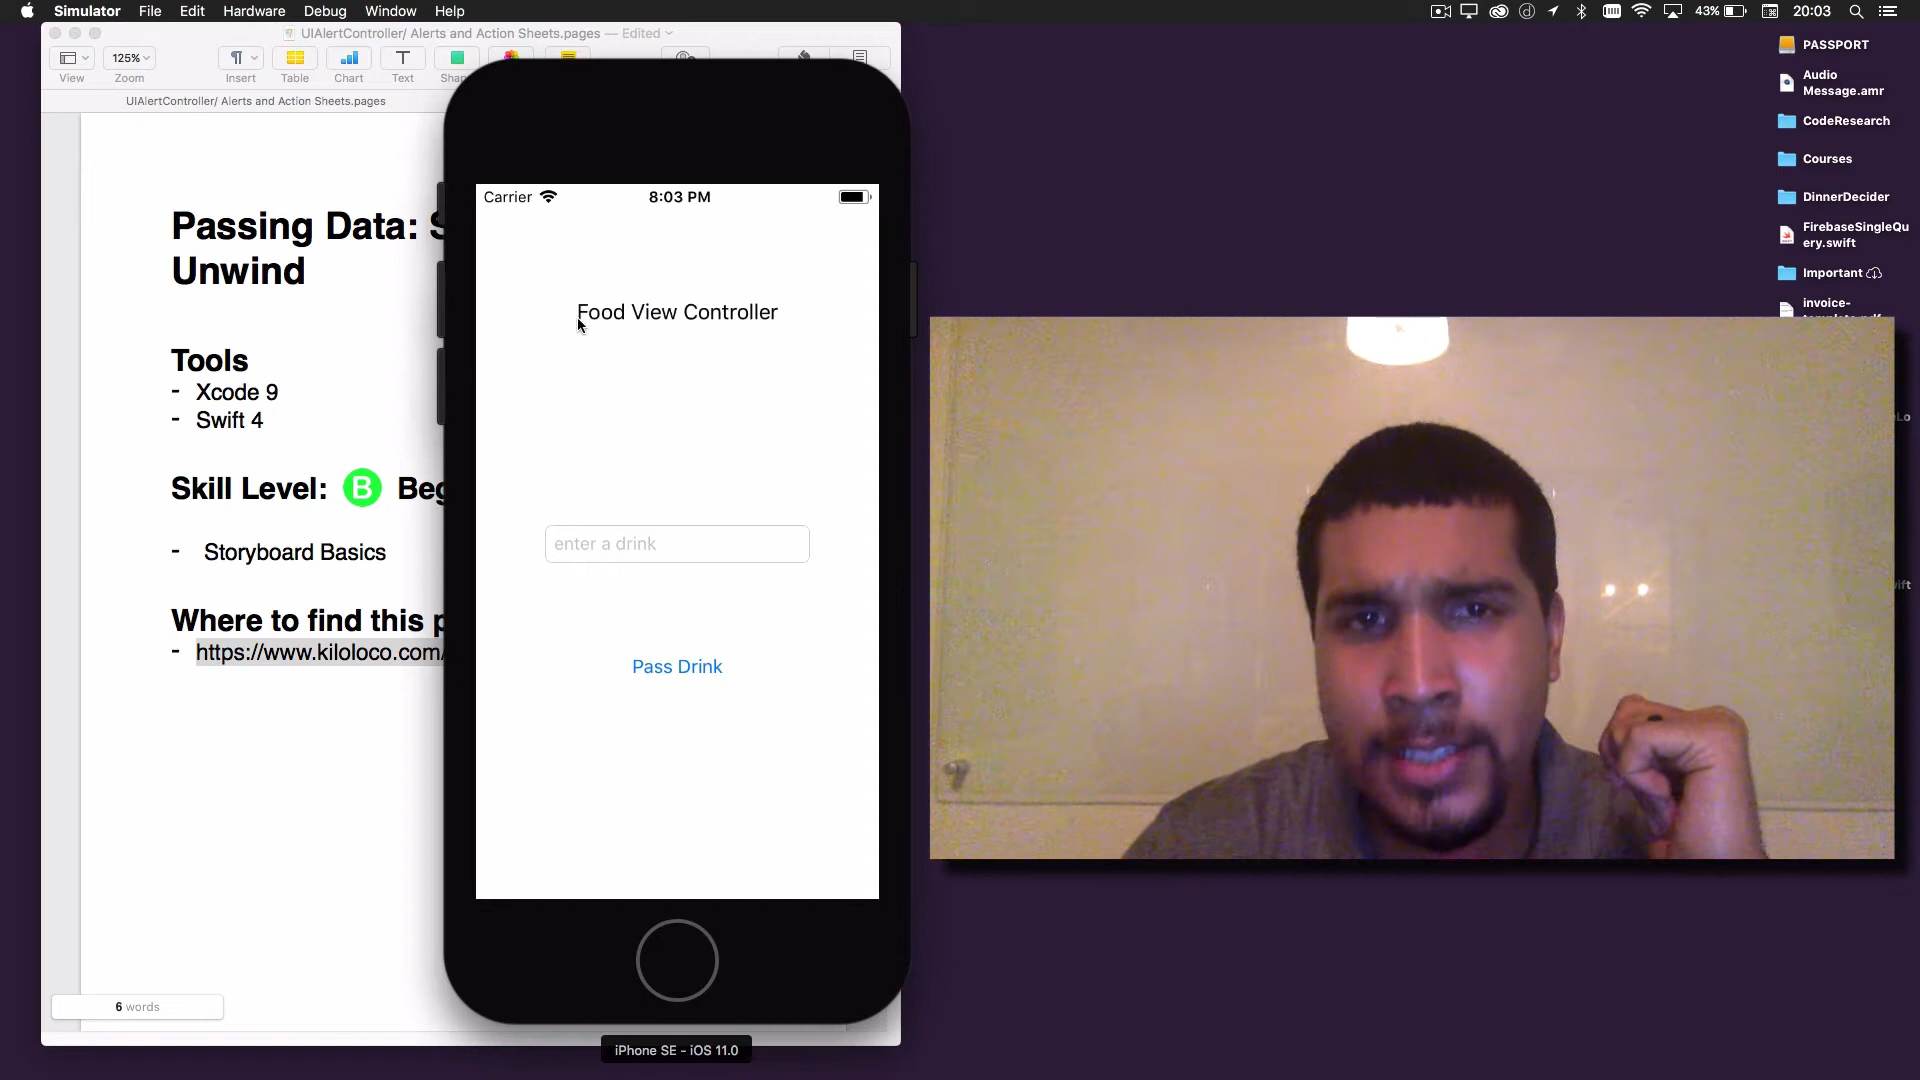 Simulator File Edit Hardware Debug Window Help
43% 20:03
UIAlertController/ Alerts and Action Sheets.pages — Edited
125%
View Zoom Insert Table Chart Text
UIAlertController/ Alerts and Action Sheets.pages
Passing Data:
Unwind
Tools
- Xcode 9
- Swift 4
Skill Level: B
- Storyboard Basics
Where to find this
- https://www.kiloloco.com/
6 words
Carrier 8:03 PM
Food View Controller
enter a drink
Pass Drink
iPhone SE - iOS 11.0
PASSPORT
Audio
Message.amr
CodeResearch
Courses
DinnerDecider
FirebaseSingleQu
ery.swift
Important
invoice-